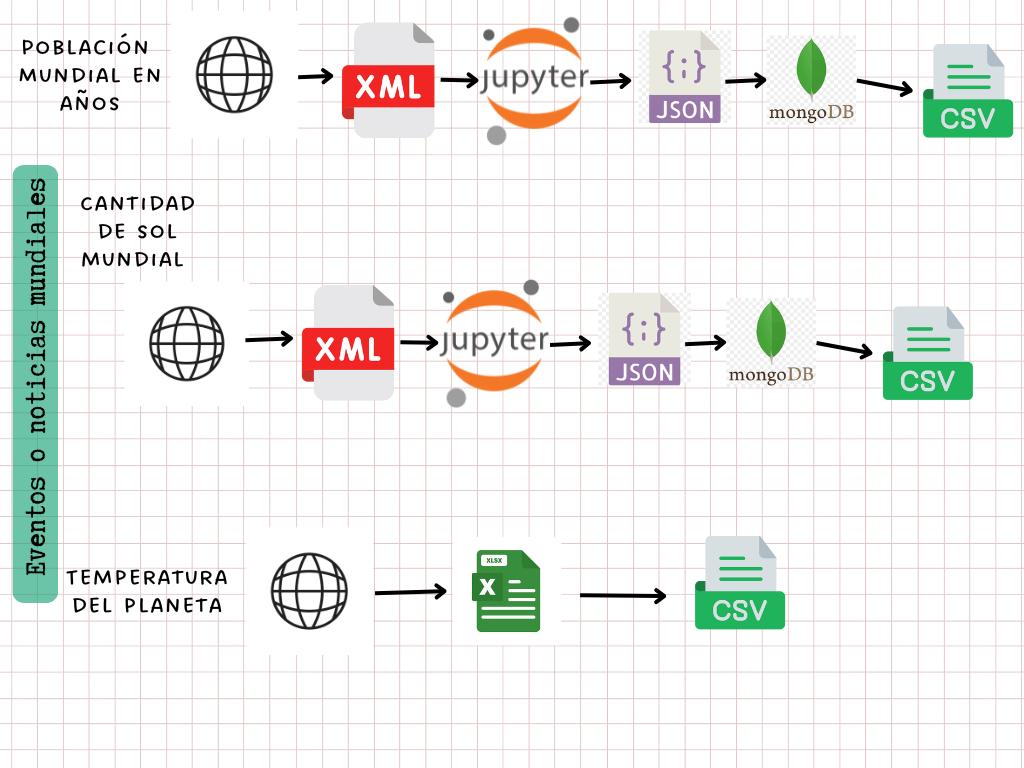 POBLACIÓN
MUNDIAL EN
AÑOS
XML
jupyter
{;}
JSON
mongoDB
CSV
Eventos o noticias mundiales
CANTIDAD
DE SOL
MUNDIAL
XML
jupyter
{;}
JSON
mongoDB
CSV
TEMPERATURA
DEL PLANETA
XLSX
X
CSV